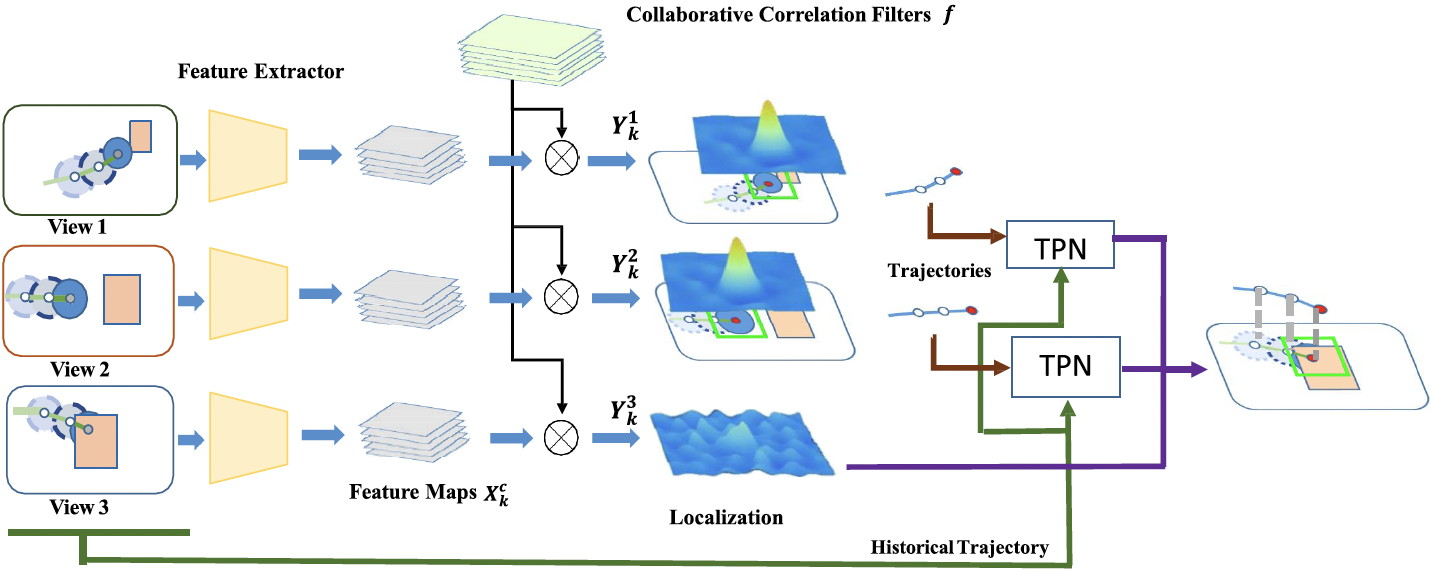 Collaborative Correlation Filters f
Feature Extractor
Y_k^1
View 1
Y_k^2
Trajectories
TPN
View 2
TPN
Y_k^3
View 3
Feature Maps X_k^c
Localization
Historical Trajectory